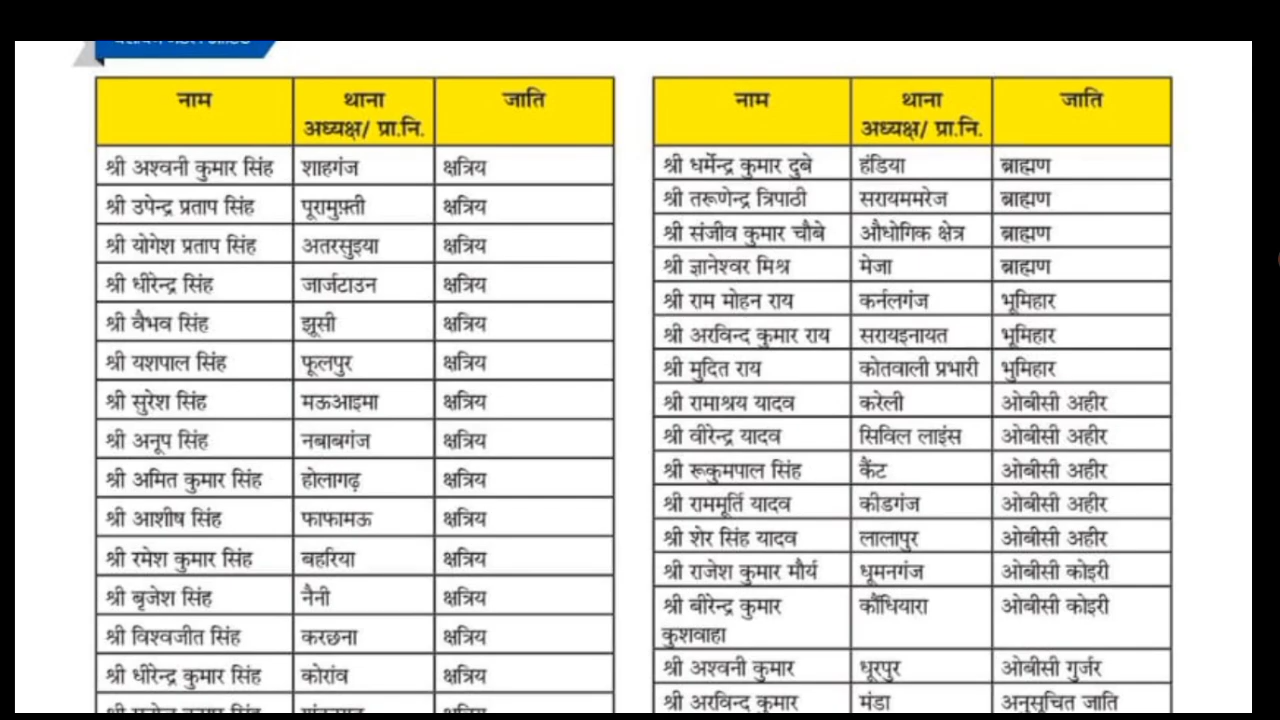 नाम थाना अध्यक्ष/ प्रा.नि. जाति
श्री अश्वनी कुमार सिंह शाहगंज क्षत्रिय
श्री उपेन्द्र प्रताप सिंह पूरामुफ़्ती क्षत्रिय
श्री योगेश प्रताप सिंह अतरसुइया क्षत्रिय
श्री धीरेन्द्र सिंह जार्जटाउन क्षत्रिय
श्री वैभव सिंह झूसी क्षत्रिय
श्री यशपाल सिंह फूलपुर क्षत्रिय
श्री सुरेश सिंह मऊआइमा क्षत्रिय
श्री अनूप सिंह नबाबगंज क्षत्रिय
श्री अमित कुमार सिंह होलागढ़ क्षत्रिय
श्री आशीष सिंह फाफामऊ क्षत्रिय
श्री रमेश कुमार सिंह बहरिया क्षत्रिय
श्री बृजेश सिंह नैनी क्षत्रिय
श्री विश्वजीत सिंह करछना क्षत्रिय
श्री धीरेन्द्र कुमार सिंह कोरांव क्षत्रिय
नाम थाना अध्यक्ष/ प्रा.नि. जाति
श्री धर्मेन्द्र कुमार दुबे हंडिया ब्राह्मण
श्री तरूणेन्द्र त्रिपाठी सरायममरेज ब्राह्मण
श्री संजीव कुमार चौबे औधोगिक क्षेत्र ब्राह्मण
श्री ज्ञानेश्वर मिश्र मेजा ब्राह्मण
श्री राम मोहन राय कर्नलगंज भूमिहार
श्री अरविन्द कुमार राय सरायइनायत भूमिहार
श्री मुदित राय कोतवाली प्रभारी भुमिहार
श्री रामाश्रय यादव करेली ओबीसी अहीर
श्री वीरेन्द्र यादव सिविल लाइंस ओबीसी अहीर
श्री रूकुमपाल सिंह कैंट ओबीसी अहीर
श्री राममूर्ति यादव कीडगंज ओबीसी अहीर
श्री शेर सिंह यादव लालापुर ओबीसी अहीर
श्री राजेश कुमार मौर्य धूमनगंज ओबीसी कोइरी
श्री बीरेन्द्र कुमार कौंधियारा ओबीसी कोइरी
कुशवाहा
श्री अश्वनी कुमार धूरपुर ओबीसी गुर्जर
श्री अरविन्द कुमार मंडा अनुसूचित जाति